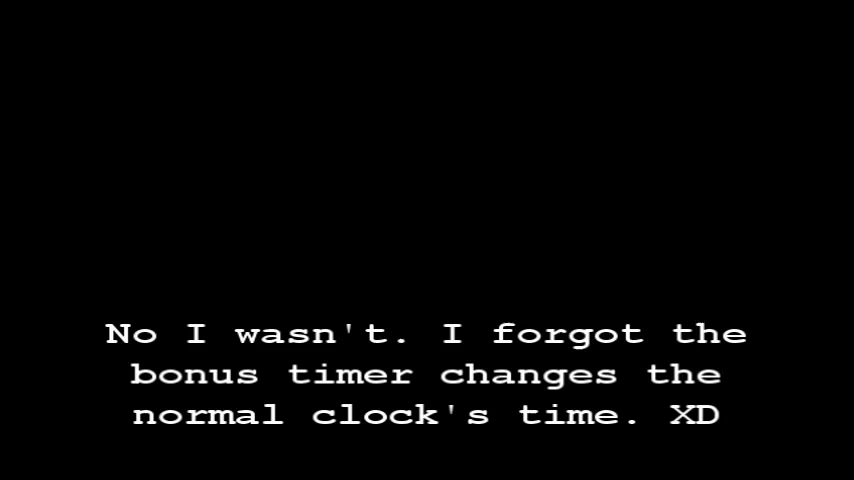 No I wasn't. I forgot the
bonus timer changes the
normal clock's time. XD